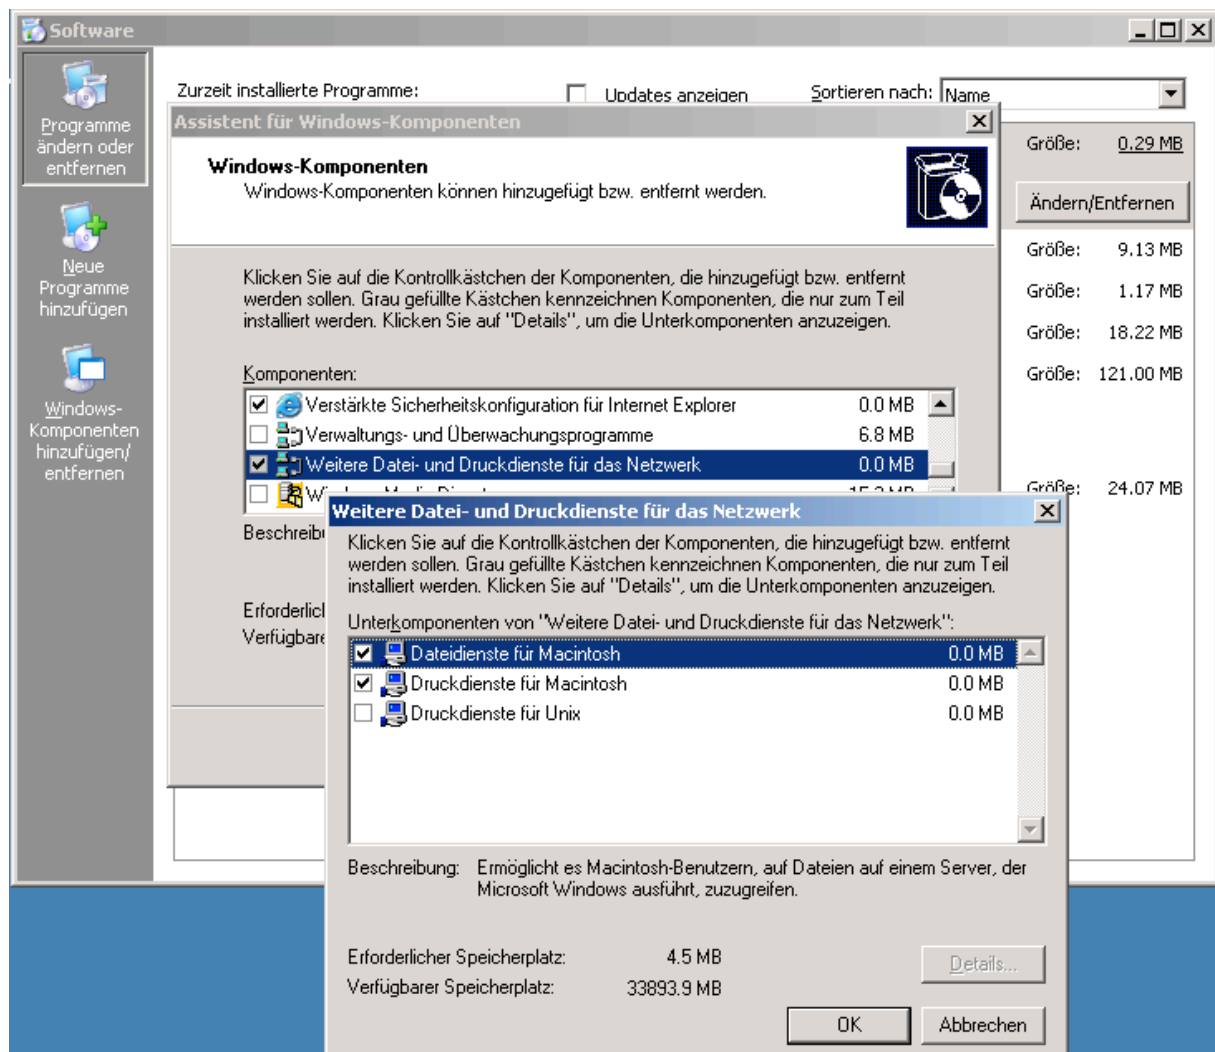 Software
Programme
ändern oder
entfernen
Neue
Programme
hinzufügen
Windows-
Komponenten
hinzufügen/
entfernen
Zurzeit installierte Programme:
Updates anzeigen
Sortieren nach:
Name
Größe: 0.29 MB
Ändern/Entfernen
Größe: 9.13 MB
Größe: 1.17 MB
Größe: 18.22 MB
Größe: 121.00 MB
Größe: 24.07 MB
Assistent für Windows-Komponenten
Windows-Komponenten
Windows-Komponenten können hinzugefügt bzw. entfernt werden.
Klicken Sie auf die Kontrollkästchen der Komponenten, die hinzugefügt bzw. entfernt
werden sollen. Grau gefüllte Kästchen kennzeichnen Komponenten, die nur zum Teil
installiert werden. Klicken Sie auf "Details", um die Unterkomponenten anzuzeigen.
Komponenten:
Verstärkte Sicherheitskonfiguration für Internet Explorer 0.0 MB
Verwaltungs- und Überwachungsprogramme 6.8 MB
Weitere Datei- und Druckdienste für das Netzwerk 0.0 MB
Beschreib
Erforderlich
Verfügbare
Weitere Datei- und Druckdienste für das Netzwerk
Klicken Sie auf die Kontrollkästchen der Komponenten, die hinzugefügt bzw. entfernt
werden sollen. Grau gefüllte Kästchen kennzeichnen Komponenten, die nur zum Teil
installiert werden. Klicken Sie auf "Details", um die Unterkomponenten anzuzeigen.
Unterkomponenten von "Weitere Datei- und Druckdienste für das Netzwerk":
Dateidienste für Macintosh 0.0 MB
Druckdienste für Macintosh 0.0 MB
Druckdienste für Unix 0.0 MB
Beschreibung: Ermöglicht es Macintosh-Benutzern, auf Dateien auf einem Server, der
Microsoft Windows ausführt, zuzugreifen.
Erforderlicher Speicherplatz: 4.5 MB
Verfügbarer Speicherplatz: 33893.9 MB
Details...
OK
Abbrechen